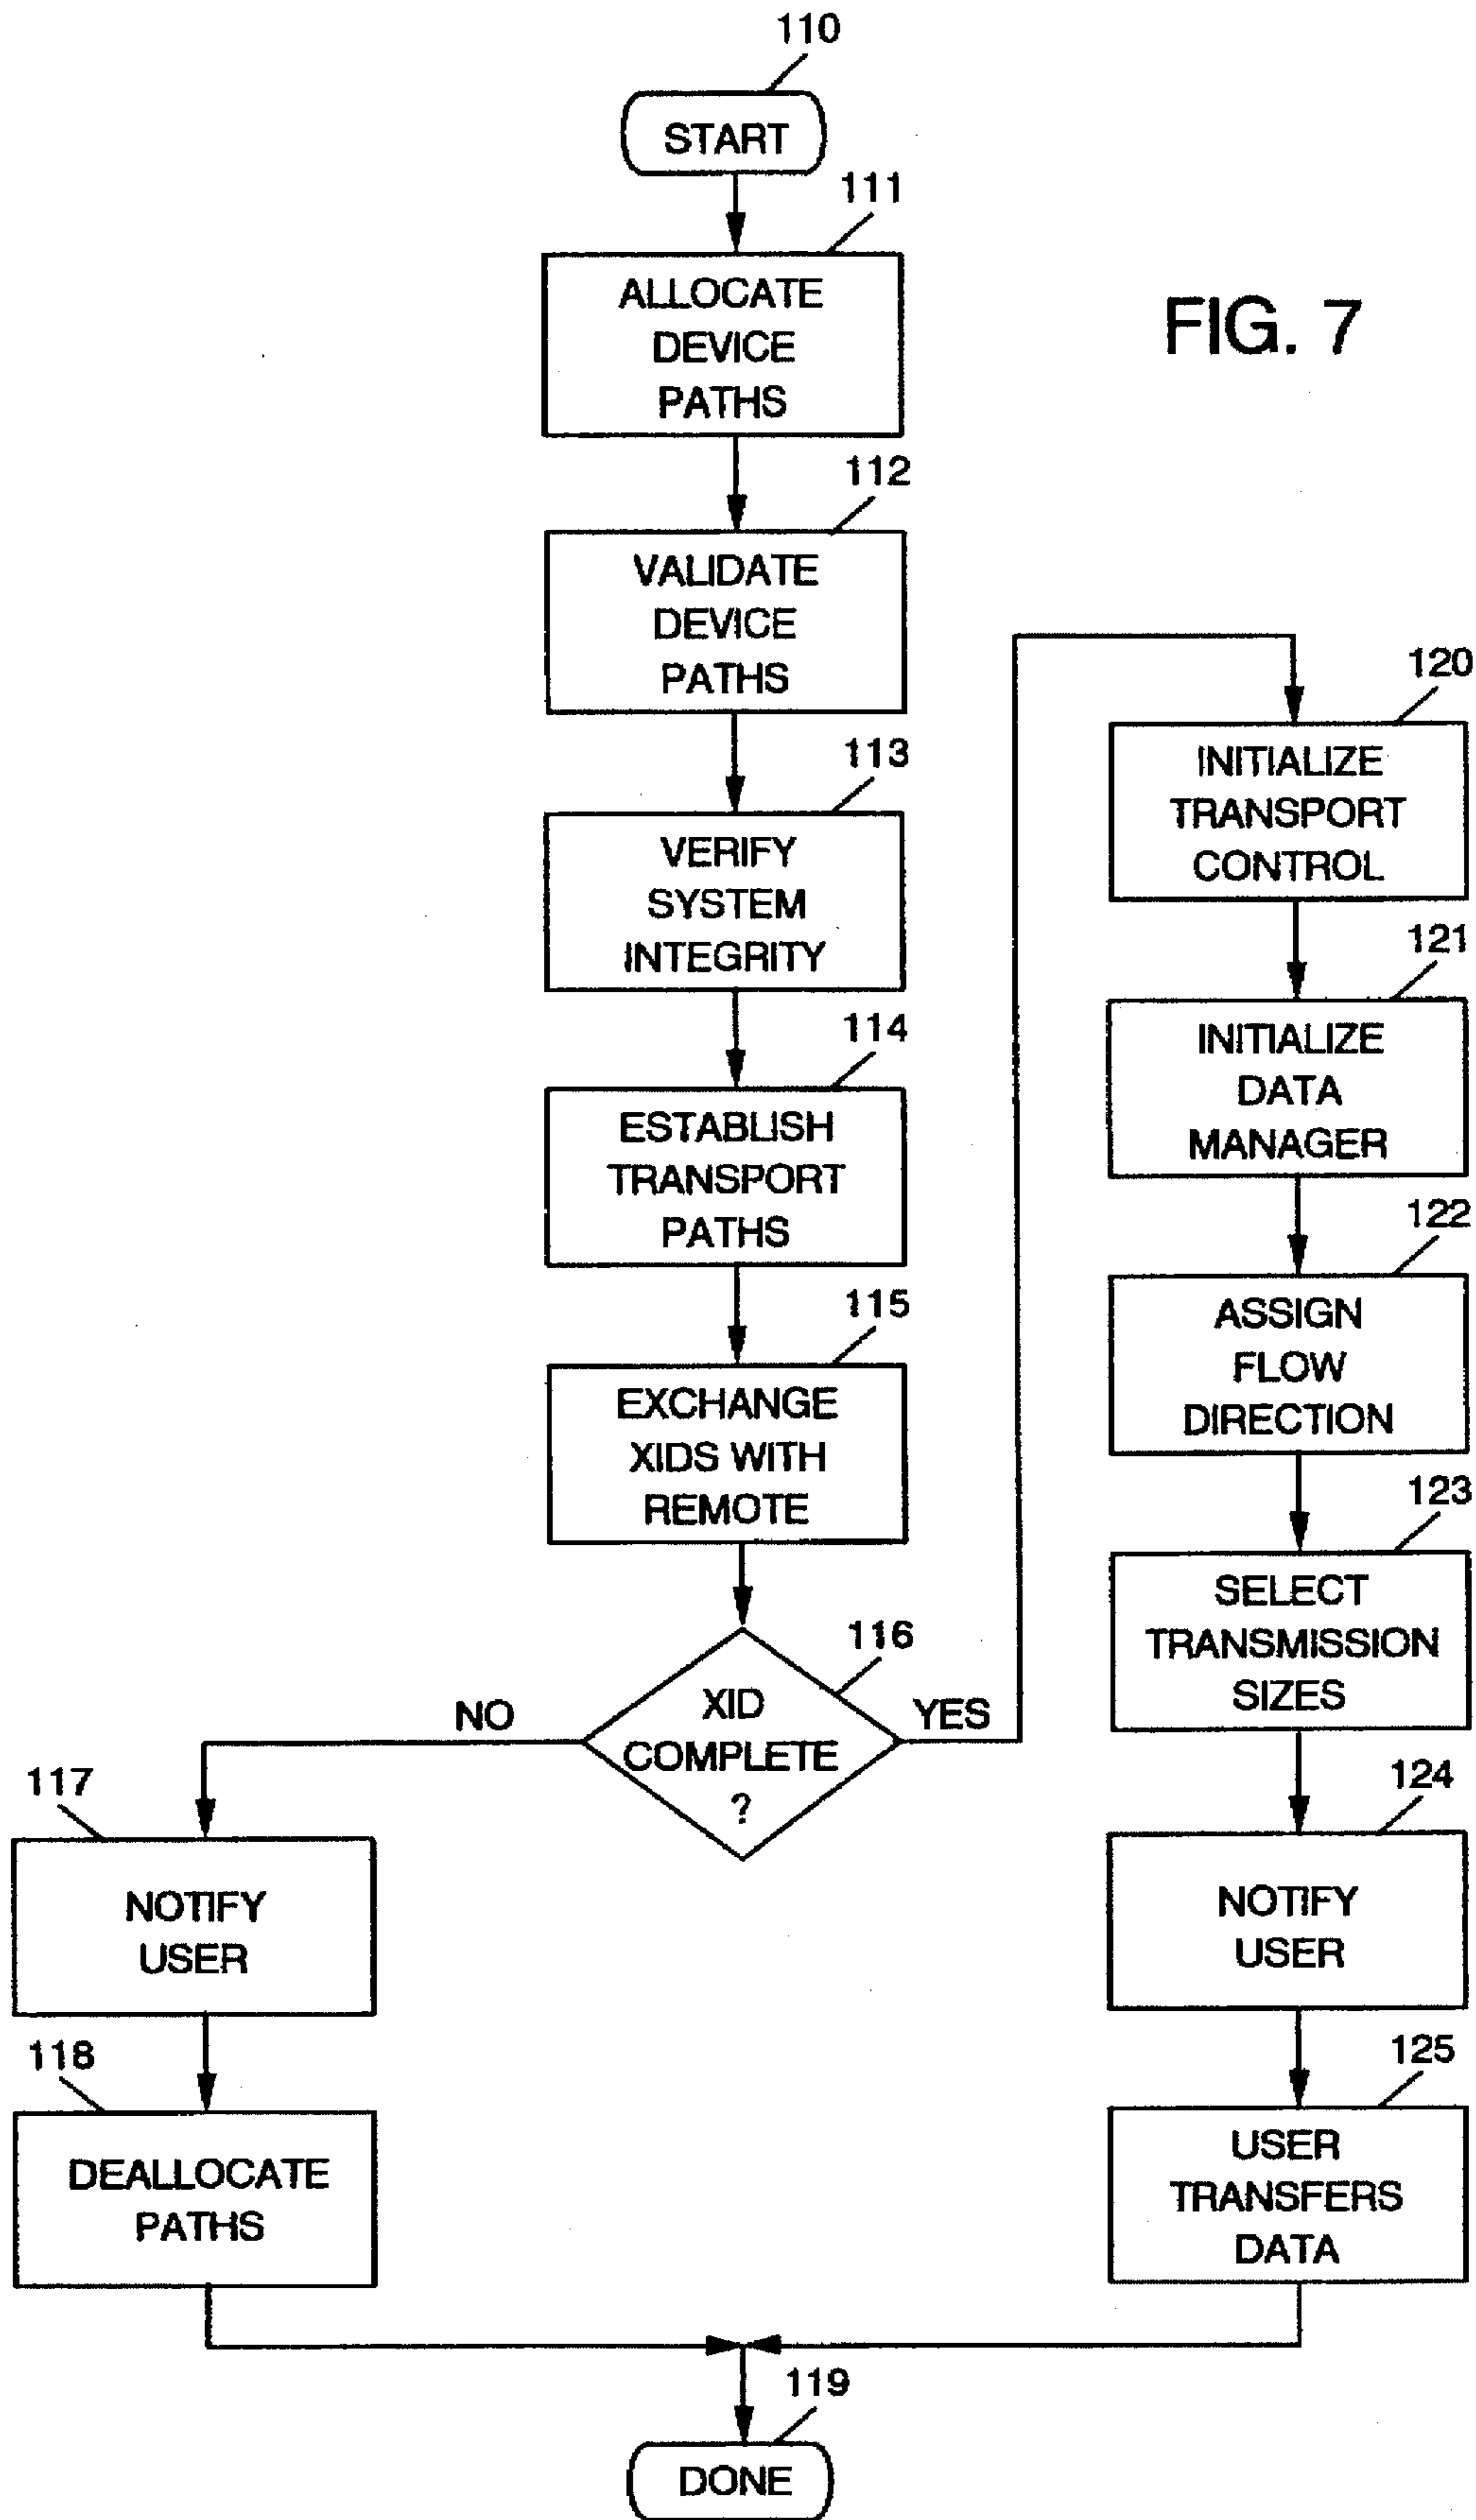 110
START
111
ALLOCATE
DEVICE
PATHS
FIG. 7
112
VALIDATE
DEVICE
PATHS
113
VERIFY
SYSTEM
INTEGRITY
114
ESTABLISH
TRANSPORT
PATHS
115
EXCHANGE
XIDS WITH
REMOTE
116
XID
COMPLETE
?
NO
YES
117
NOTIFY
USER
118
DEALLOCATE
PATHS
120
INITIALIZE
TRANSPORT
CONTROL
121
INITIALIZE
DATA
MANAGER
122
ASSIGN
FLOW
DIRECTION
123
SELECT
TRANSMISSION
SIZES
124
NOTIFY
USER
125
USER
TRANSFERS
DATA
119
DONE